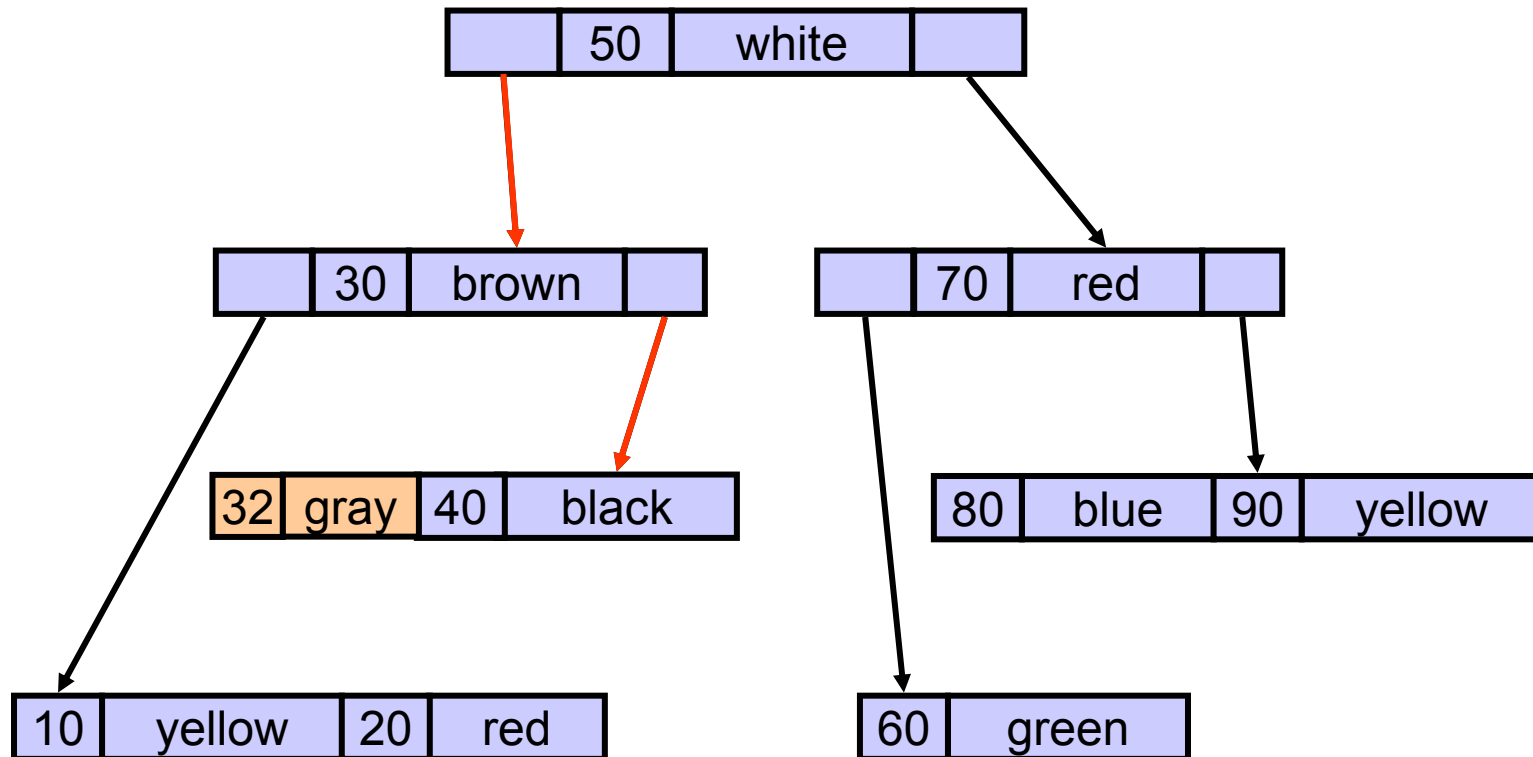 50 white
30 brown
70 red
32 gray 40 black
80 blue 90 yellow
10 yellow 20 red
60 green